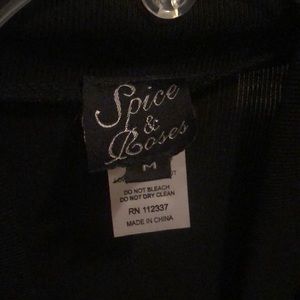 Spice
&
Roses
M
DO NOT BLEACH
DO NOT DRY CLEAN
RN 112337
MADE IN CHINA